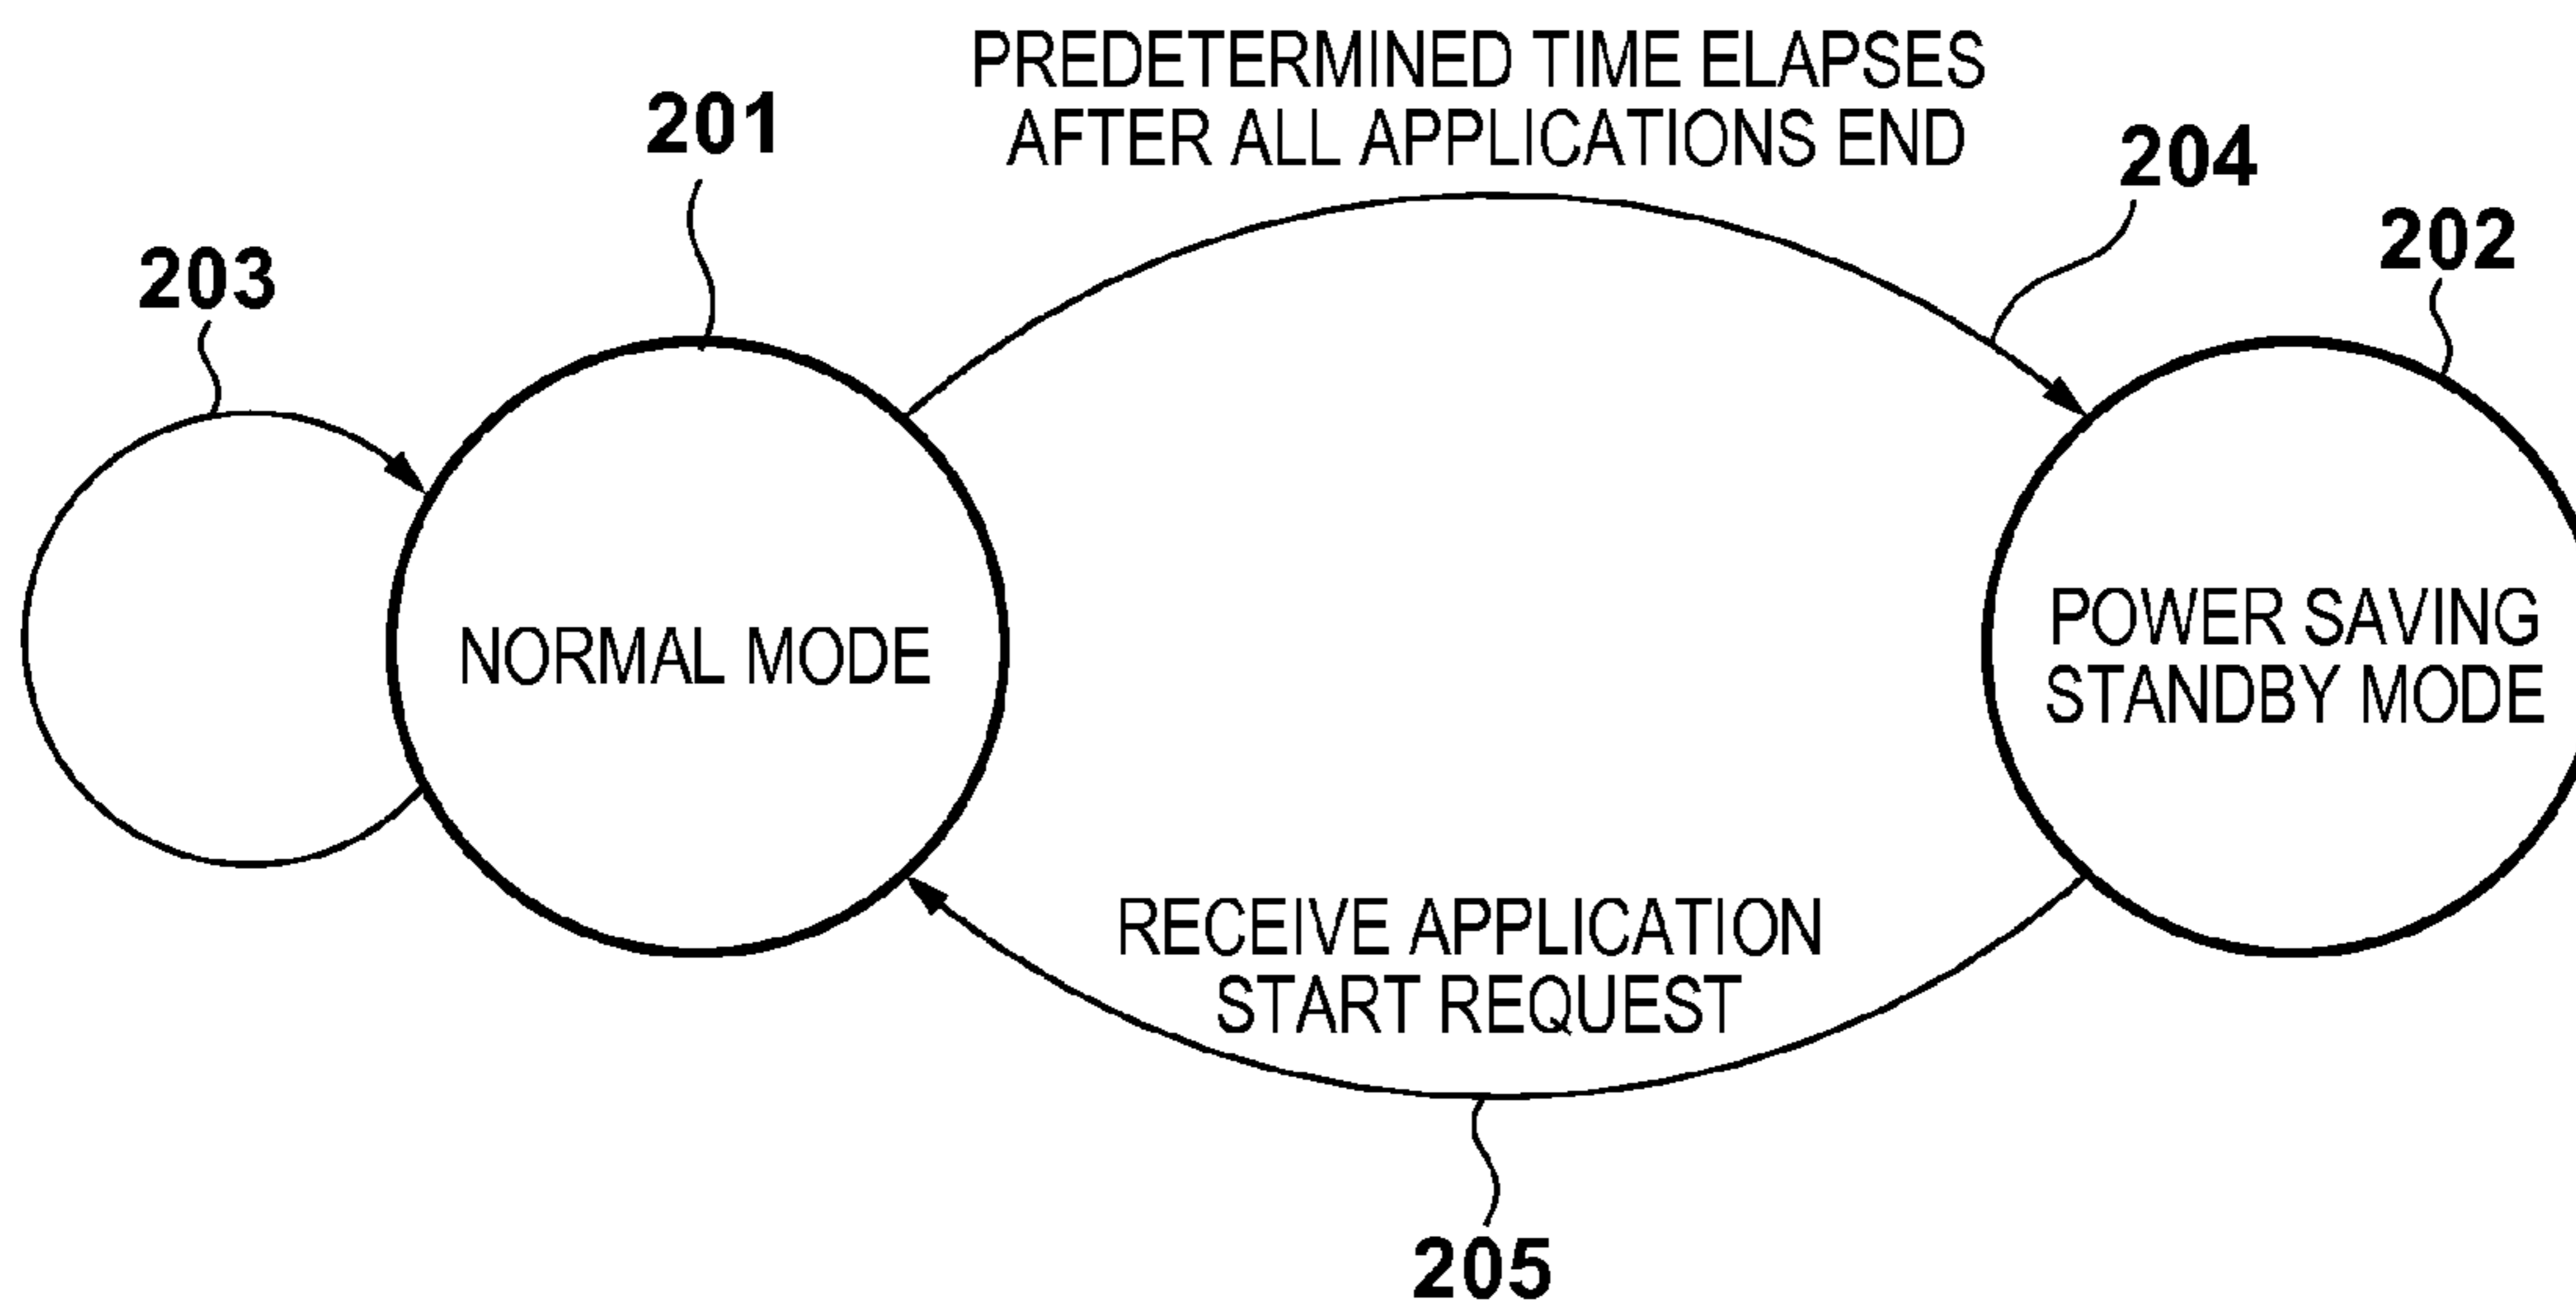 PREDETERMINED TIME ELAPSES
AFTER ALL APPLICATIONS END
201
204
202
203
NORMAL MODE
POWER SAVING
STANDBY MODE
RECEIVE APPLICATION
START REQUEST
205